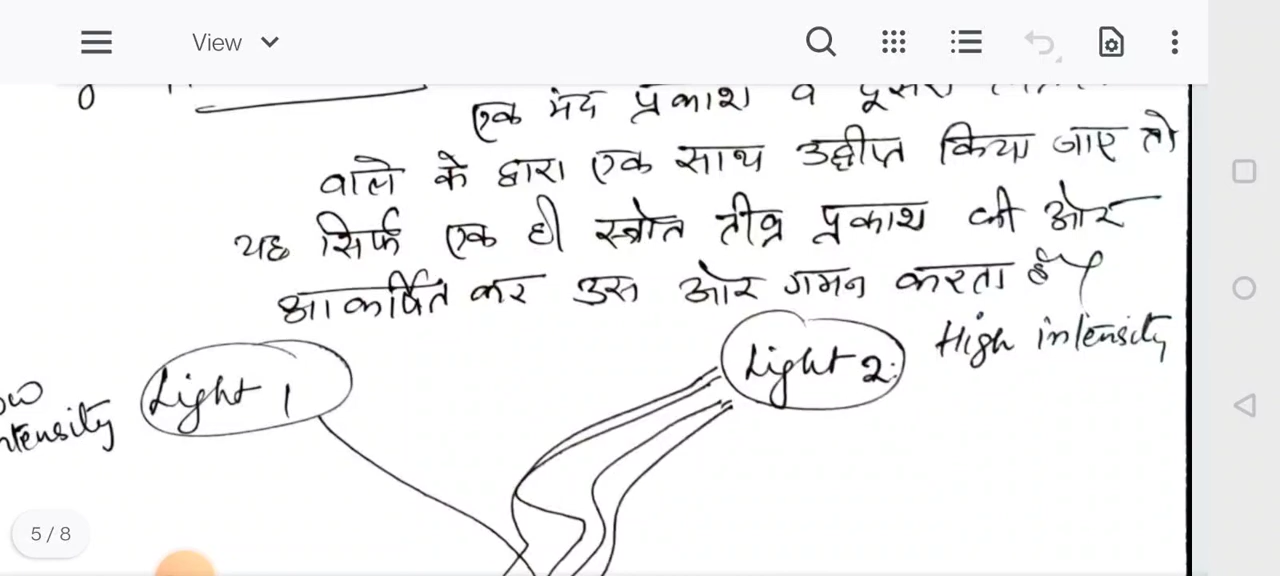 View
एक मंद प्रकाश व दूसरा
वाले के द्वारा एक साथ उद्दीप्त किया जाए तो
यह सिर्फ एक ही स्त्रोत तीव्र प्रकाश की ओर
आकर्षित कर उस ओर गमन करता है
High intensity
Light 2
Light 1
ntensity
5 / 8